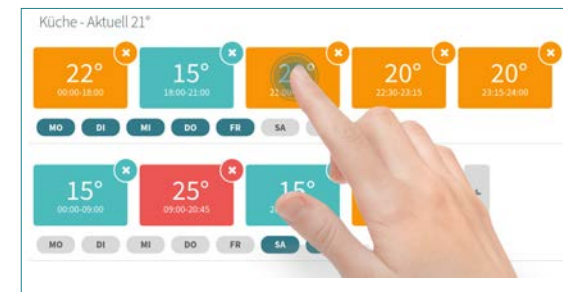 Küche - Aktuell 21°
22° 15° 20° 20°
00:00-18:00 18:00-21:00 22:30-23:15 23:15-24:00
MO DI MI DO FR SA
15° 25° 15°
00:00-09:00 09:00-20:45
MO DI MI DO FR SA